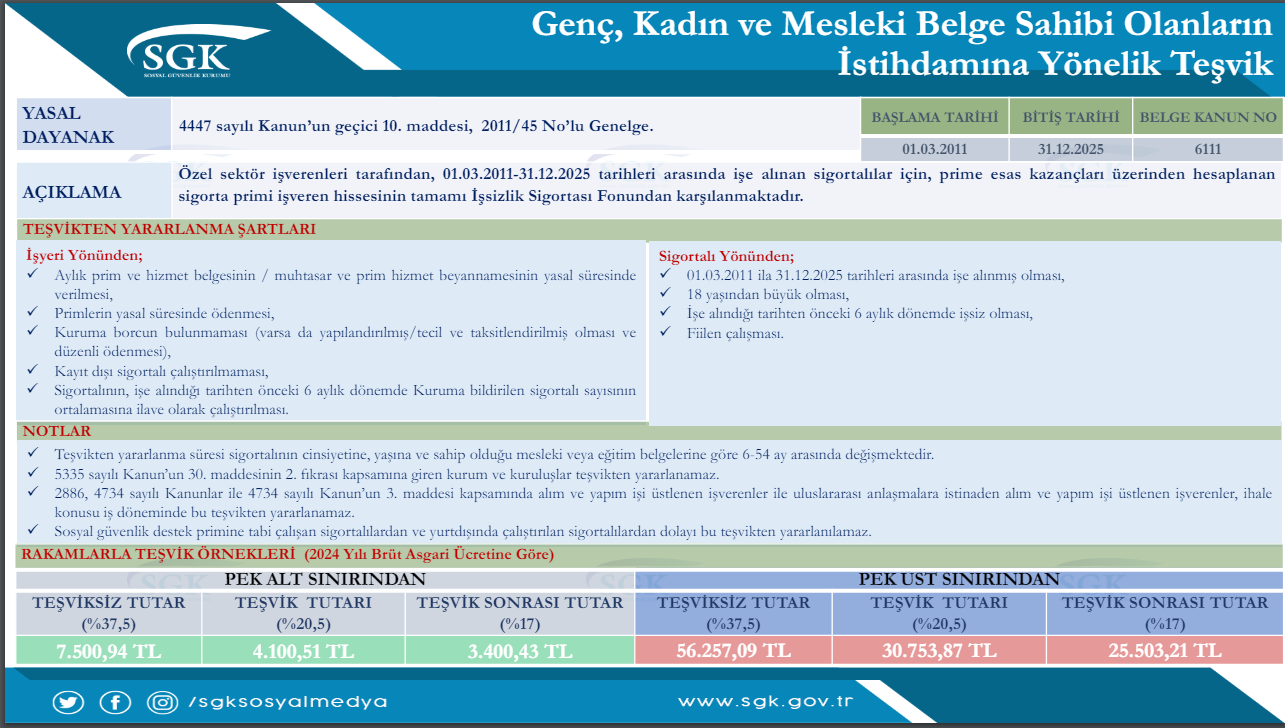 SGK
SOSYAL GÜVENLİK KURUMU
Genç, Kadın ve Mesleki Belge Sahibi Olanların
İstihdamına Yönelik Teşvik
YASAL
DAYANAK
4447 sayılı Kanun’un geçici 10. maddesi, 2011/45 No’lu Genelge.
BAŞLAMA TARİHİ
BİTİŞ TARİHİ
BELGE KANUN NO
01.03.2011
31.12.2025
6111
AÇIKLAMA
Özel sektör işverenleri tarafından, 01.03.2011-31.12.2025 tarihleri arasında işe alınan sigortalılar için, prime esas kazançları üzerinden hesaplanan
sigorta primi işveren hissesinin tamamı İşsizlik Sigortası Fonundan karşılanmaktadır.
TEŞVİKTEN YARARLANMA ŞARTLARI
İşyeri Yönünden;
✓ Aylık prim ve hizmet belgesinin / muhtasar ve prim hizmet beyannamesinin yasal süresinde
verilmesi,
✓ Primlerin yasal süresinde ödenmesi,
✓ Kuruma borcun bulunmaması (varsa da yapılandırılmış/tecil ve taksitlendirilmiş olması ve
düzenli ödenmesi),
✓ Kayıt dışı sigortalı çalıştırılmaması,
✓ Sigortalının, işe alındığı tarihten önceki 6 aylık dönemde Kuruma bildirilen sigortalı sayısının
ortalamasına ilave olarak çalıştırılması.
Sigortalı Yönünden;
✓ 01.03.2011 ila 31.12.2025 tarihleri arasında işe alınmış olması,
✓ 18 yaşından büyük olması,
✓ İşe alındığı tarihten önceki 6 aylık dönemde işsiz olması,
✓ Fiilen çalışması.
NOTLAR
✓ Teşvikten yararlanma süresi sigortalının cinsiyetine, yaşına ve sahip olduğu mesleki veya eğitim belgelerine göre 6-54 ay arasında değişmektedir.
✓ 5335 sayılı Kanun’un 30. maddesinin 2. fıkrası kapsamına giren kurum ve kuruluşlar teşvikten yararlanamaz.
✓ 2886, 4734 sayılı Kanunlar ile 4734 sayılı Kanun’un 3. maddesi kapsamında alım ve yapım işi üstlenen işverenler ile uluslararası anlaşmalara istinaden alım ve yapım işi üstlenen işverenler, ihale
konusu iş döneminde bu teşvikten yararlanamaz.
✓ Sosyal güvenlik destek primine tabi çalışan sigortalılardan ve yurtdışında çalıştırılan sigortalılardan dolayı bu teşvikten yararlanılamaz.
RAKAMLARLA TEŞVİK ÖRNEKLERİ (2024 Yılı Brüt Asgari Ücretine Göre)
PEK ALT SINIRINDAN
PEK UST SINIRINDAN
TEŞVİKSİZ TUTAR
(%37,5)
TEŞVİK TUTARI
(%20,5)
TEŞVİK SONRASI TUTAR
(%17)
TEŞVİKSİZ TUTAR
(%37,5)
TEŞVİK TUTARI
(%20,5)
TEŞVİK SONRASI TUTAR
(%17)
7.500,94 TL
4.100,51 TL
3.400,43 TL
56.257,09 TL
30.753,87 TL
25.503,21 TL
/sgksosyalmedya
www.sgk.gov.tr